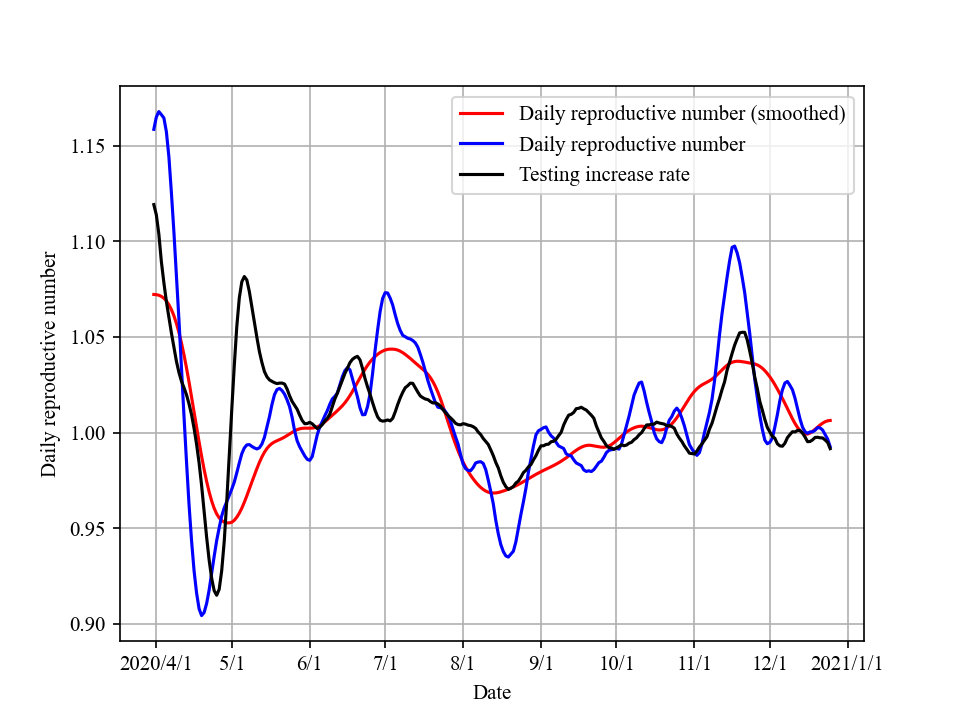 Daily reproductive number (smoothed)
Daily reproductive number
Testing increase rate
Daily reproductive number
1.15
1.10
1.05
1.00
0.95
0.90
2020/4/1 5/1 6/1 7/1 8/1 9/1 10/1 11/1 12/1 2021/1/1
Date